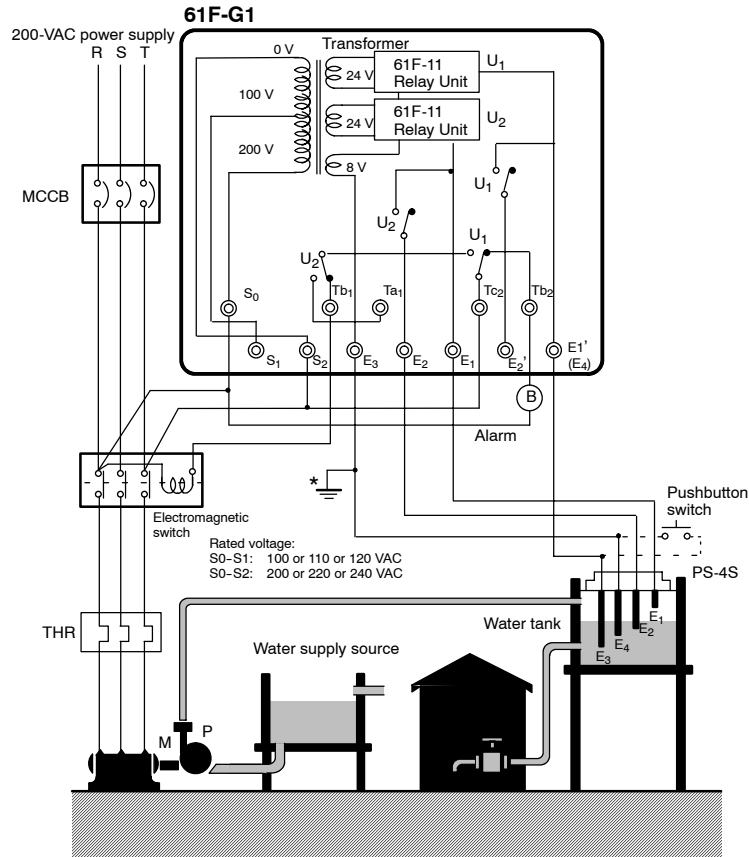 61F-G1
200-VAC power supply
R S T
Transformer
0 V
100 V
200 V
24 V
24 V
8 V
61F-11
Relay Unit
U1
61F-11
Relay Unit
U2
MCCB
U1
U2
U1
U2
S0
Tb1
Ta1
Tc2
Tb2
S1
S2
E3
E2
E1
E2'
E1'
(E4)
B
Alarm
*
Electromagnetic
switch
Rated voltage:
S0-S1: 100 or 110 or 120 VAC
S0-S2: 200 or 220 or 240 VAC
Pushbutton
switch
PS-4S
THR
Water tank
E1
E2
E4
E3
Water supply source
M
P